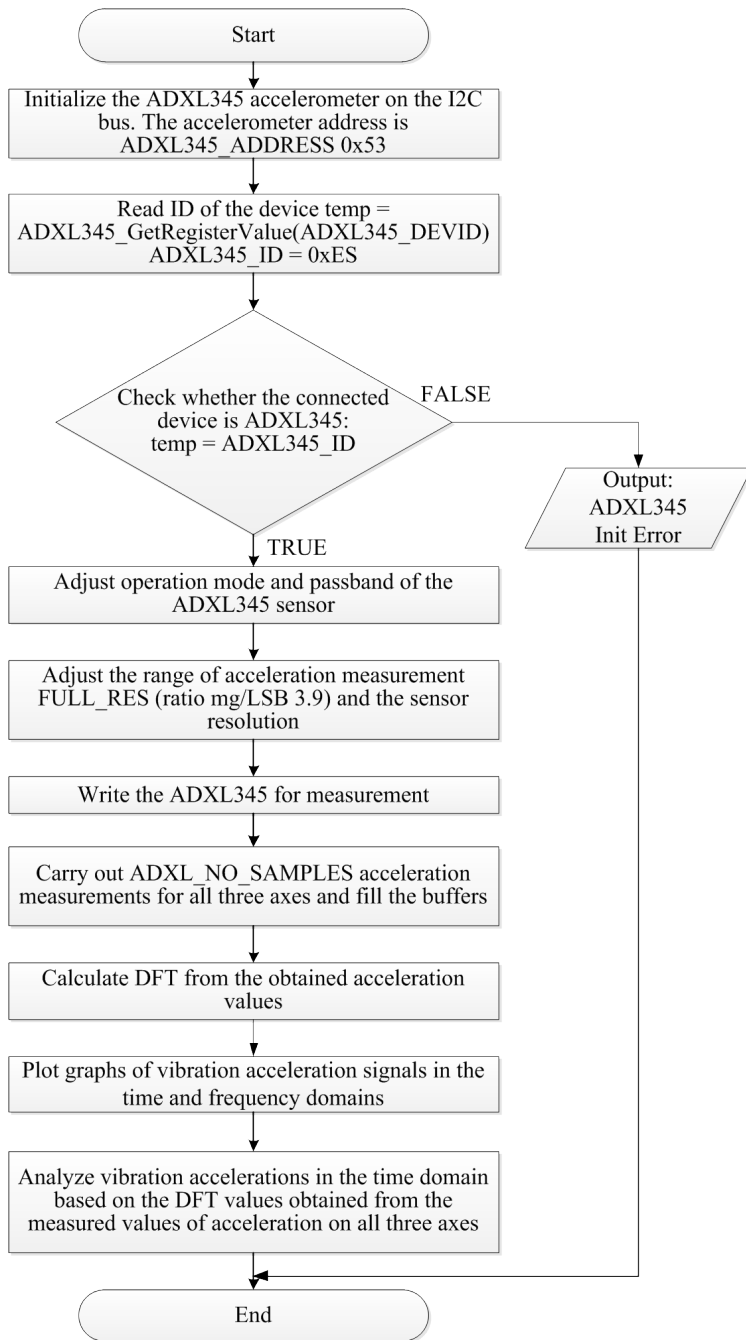 Start
Initialize the ADXL345 accelerometer on the I2C
bus. The accelerometer address is
ADXL345_ADDRESS 0x53
Read ID of the device temp =
ADXL345_GetRegisterValue(ADXL345_DEVID)
ADXL345_ID = 0xES
Check whether the connected
device is ADXL345:
temp = ADXL345_ID
FALSE
Output:
ADXL345
Init Error
TRUE
Adjust operation mode and passband of the
ADXL345 sensor
Adjust the range of acceleration measurement
FULL_RES (ratio mg/LSB 3.9) and the sensor
resolution
Write the ADXL345 for measurement
Carry out ADXL_NO_SAMPLES acceleration
measurements for all three axes and fill the buffers
Calculate DFT from the obtained acceleration
values
Plot graphs of vibration acceleration signals in the
time and frequency domains
Analyze vibration accelerations in the time domain
based on the DFT values obtained from the
measured values of acceleration on all three axes
End